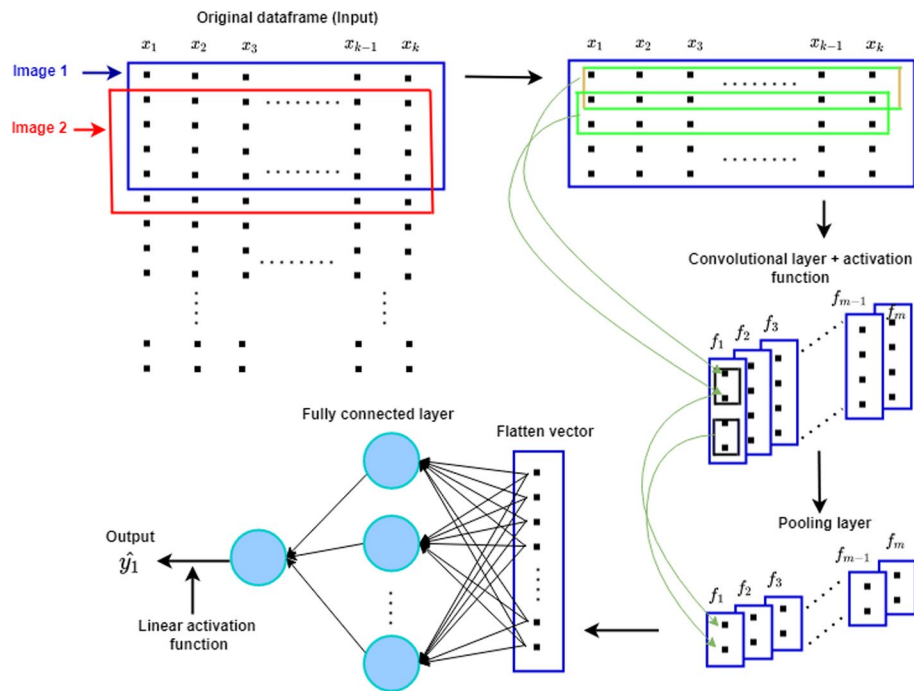 Original dataframe (Input)
x₁ x₂ x₃ xₖ₋₁ xₖ
x₁ x₂ x₃ xₖ₋₁ xₖ
Image 1
Image 2
Convolutional layer + activation
function
f₁ f₂ f₃ fₘ₋₁ fₘ
Fully connected layer
Flatten vector
Pooling layer
f₁ f₂ f₃ fₘ₋₁ fₘ
Output
ŷ₁
Linear activation
function